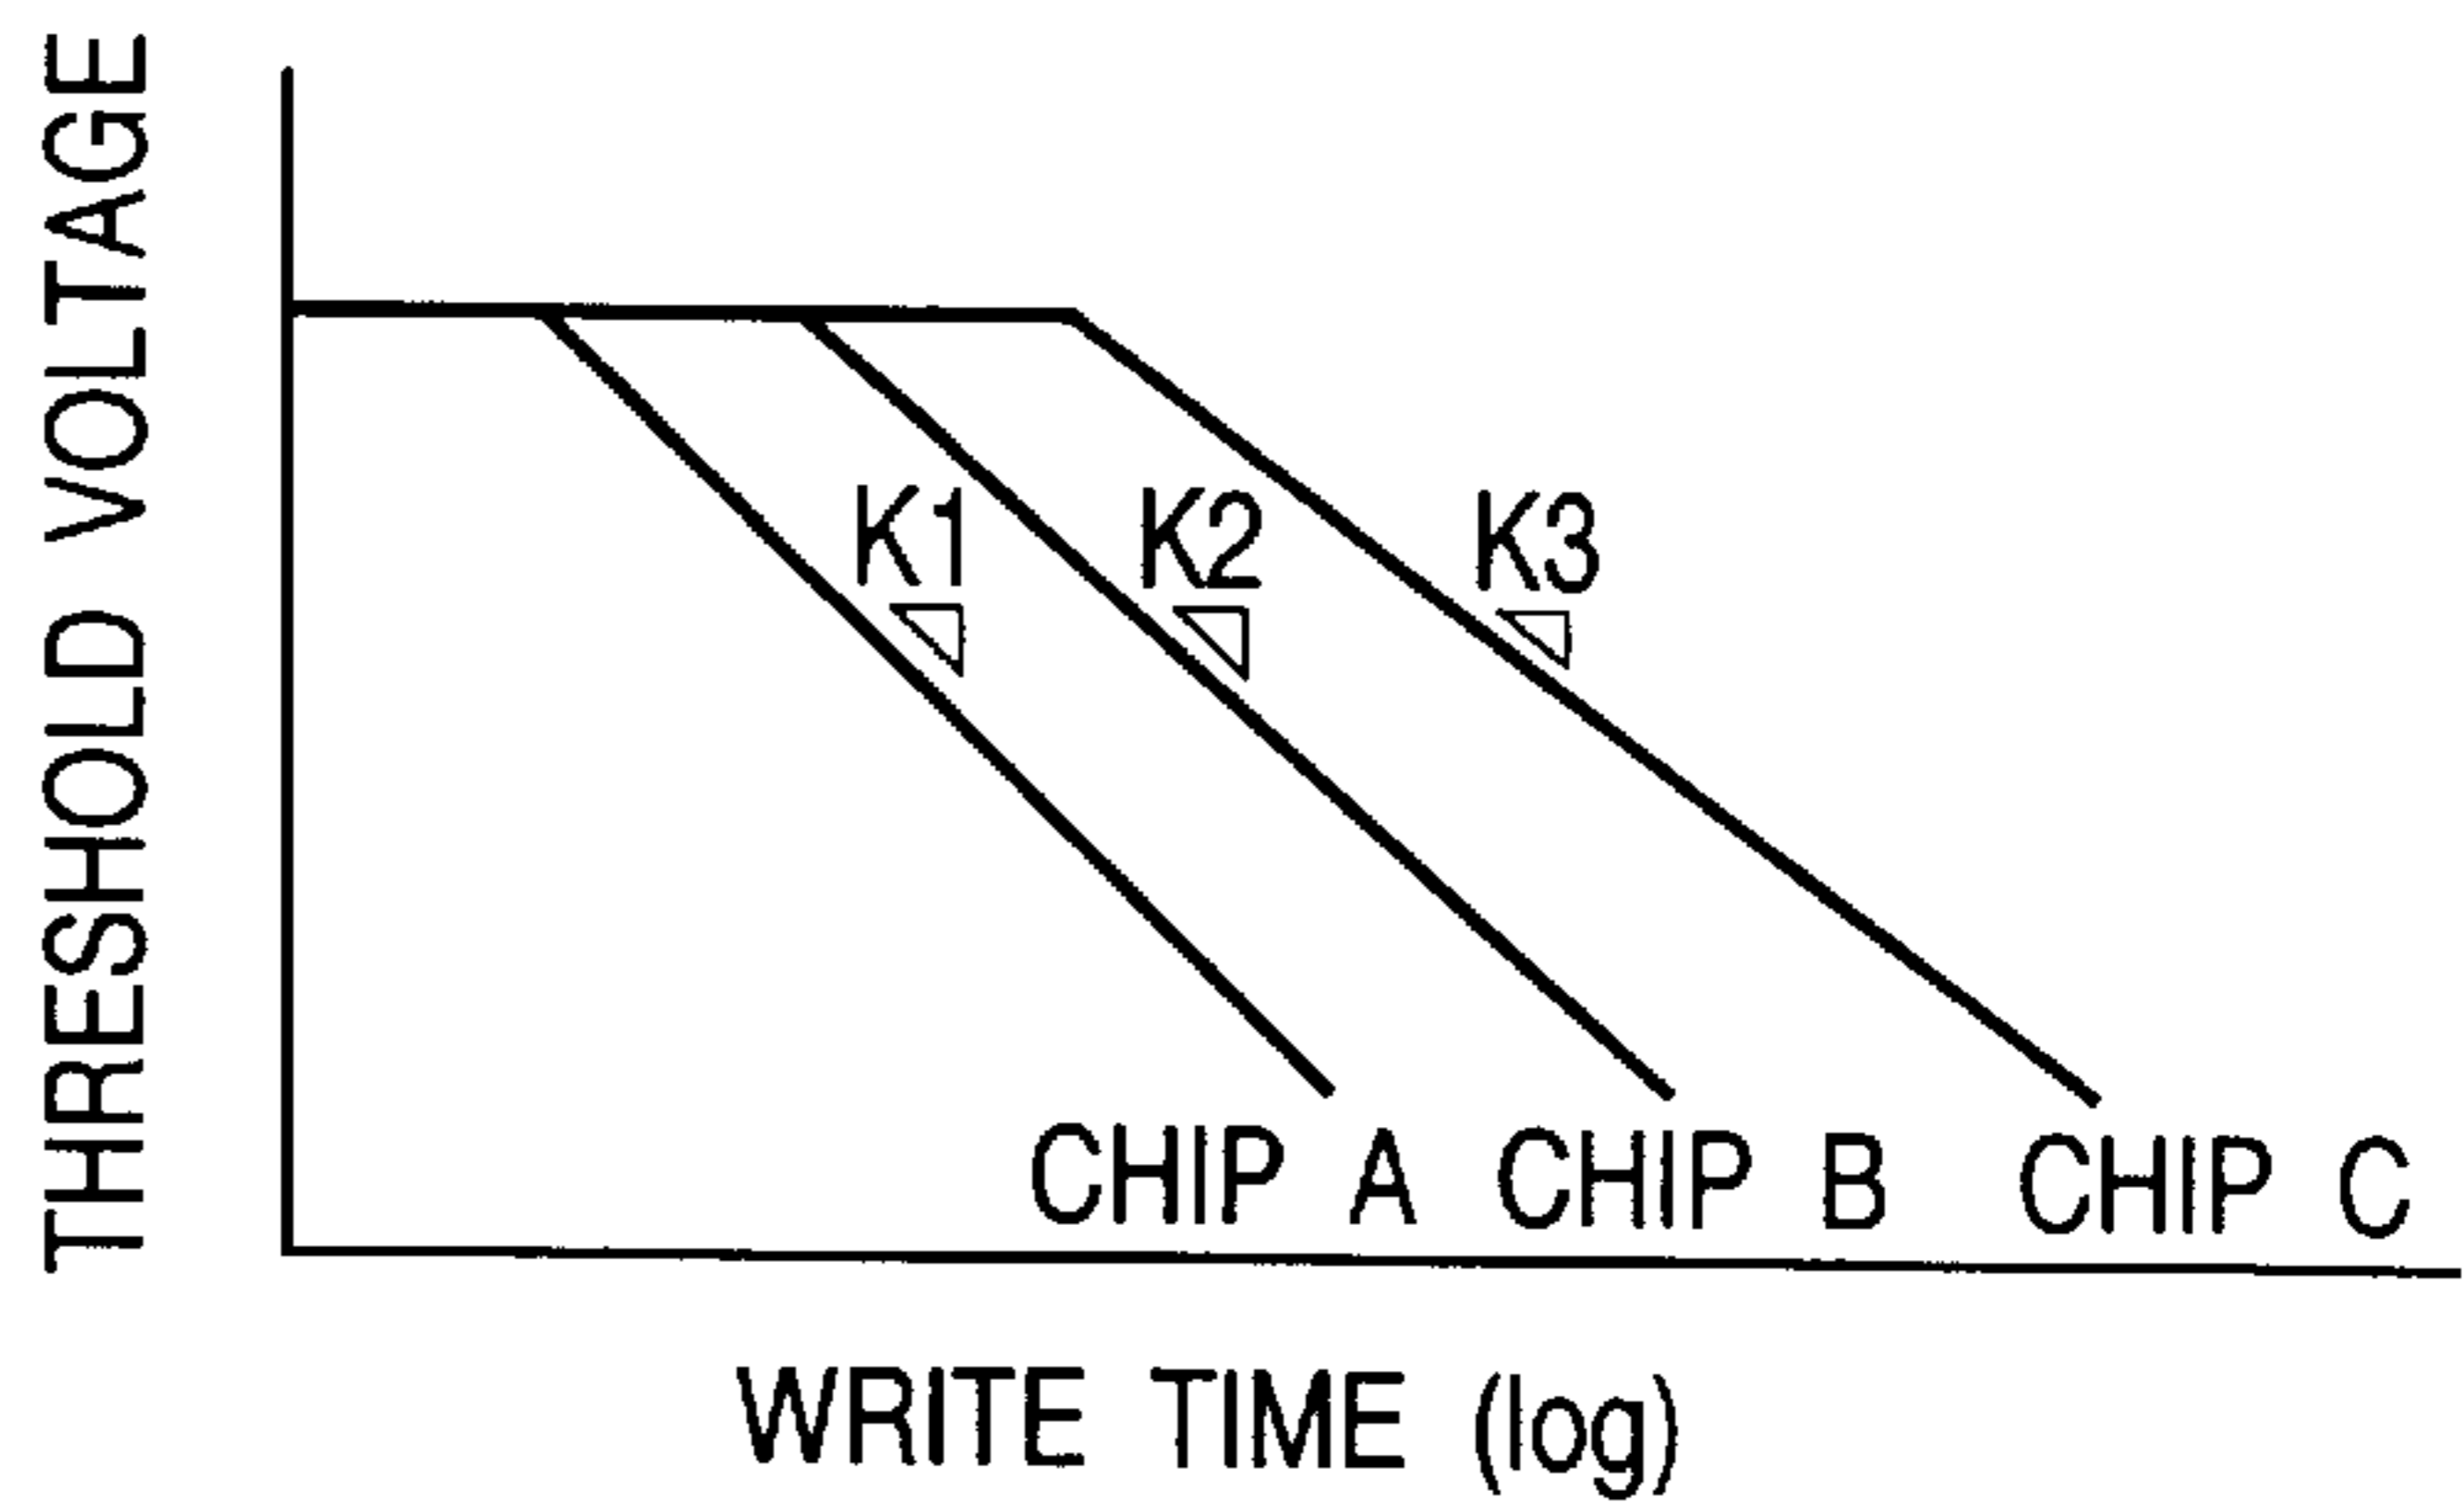 THRESHOLD VOLTAGE
K1 K2 K3
CHIP A CHIP B CHIP C
WRITE TIME (log)